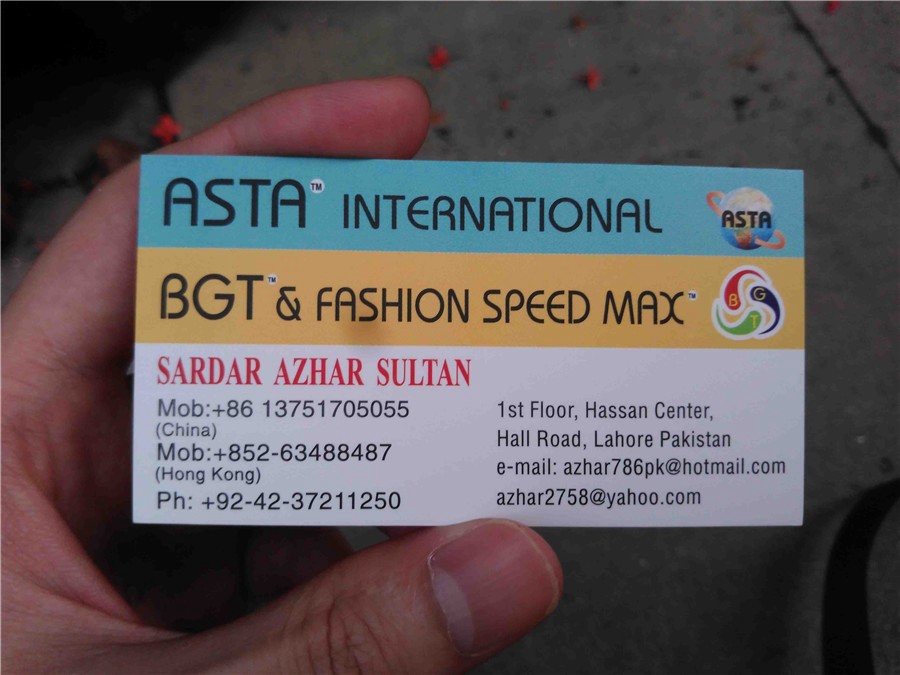 ASTA™ INTERNATIONAL
ASTA
BGT™ & FASHION SPEED MAX™
B G T
SARDAR AZHAR SULTAN
Mob:+86 13751705055
(China)
Mob:+852-63488487
(Hong Kong)
Ph: +92-42-37211250
1st Floor, Hassan Center,
Hall Road, Lahore Pakistan
e-mail: azhar786pk@hotmail.com
azhar2758@yahoo.com